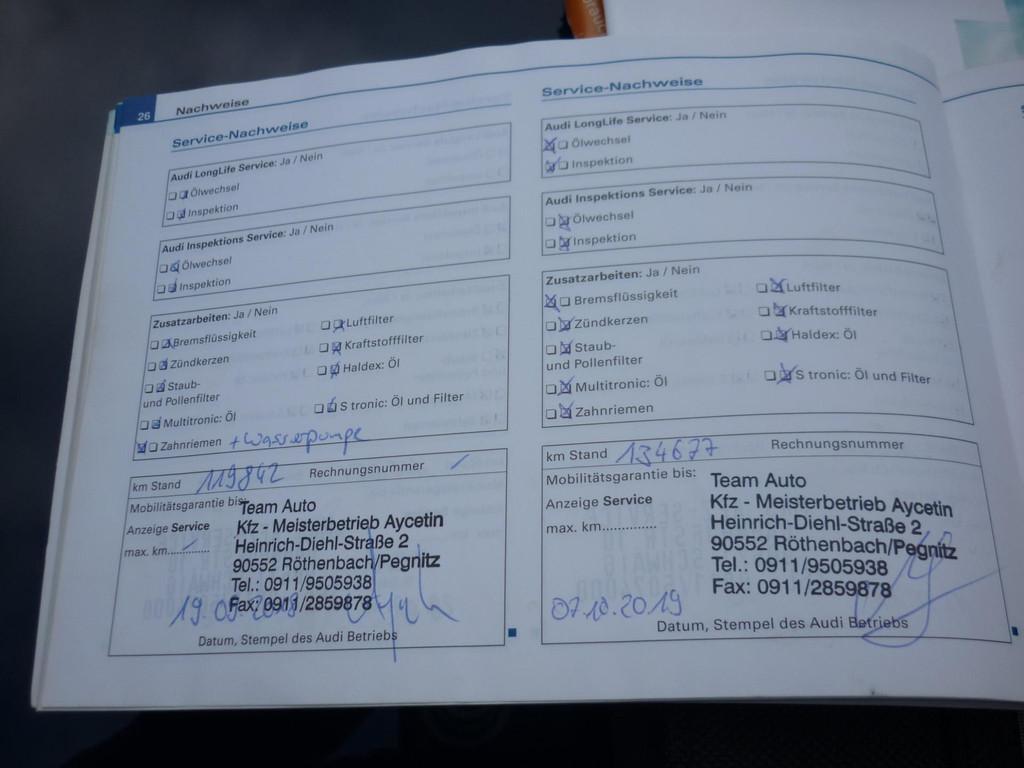 26 Nachweise
Service-Nachweise
Audi LongLife Service: Ja / Nein
Ölwechsel
Inspektion
Audi Inspektions Service: Ja / Nein
Ölwechsel
Inspektion
Zusatzarbeiten: Ja / Nein
Bremsflüssigkeit
Luftfilter
Zündkerzen
Kraftstofffilter
Staub-
und Pollenfilter
Haldex: Öl
Multitronic: Öl
S tronic: Öl und Filter
Zahnriemen + Wasserpumpe
km Stand 119842 Rechnungsnummer
Mobilitätsgarantie bis:
Anzeige Service
max. km
Team Auto
Kfz - Meisterbetrieb Aycetin
Heinrich-Diehl-Straße 2
90552 Röthenbach/Pegnitz
Tel.: 0911/9505938
Fax: 0911/2859878
Datum, Stempel des Audi Betriebs
Service-Nachweise
Audi LongLife Service: Ja / Nein
Ölwechsel
Inspektion
Audi Inspektions Service: Ja / Nein
Ölwechsel
Inspektion
Zusatzarbeiten: Ja / Nein
Bremsflüssigkeit
Luftfilter
Zündkerzen
Kraftstofffilter
Staub-
und Pollenfilter
Haldex: Öl
Multitronic: Öl
S tronic: Öl und Filter
Zahnriemen
km Stand 134677 Rechnungsnummer
Mobilitätsgarantie bis:
Anzeige Service
max. km..............
Team Auto
Kfz - Meisterbetrieb Aycetin
Heinrich-Diehl-Straße 2
90552 Röthenbach/Pegnitz
Tel.: 0911/9505938
Fax: 0911/2859878
07.10.2019
Datum, Stempel des Audi Betriebs